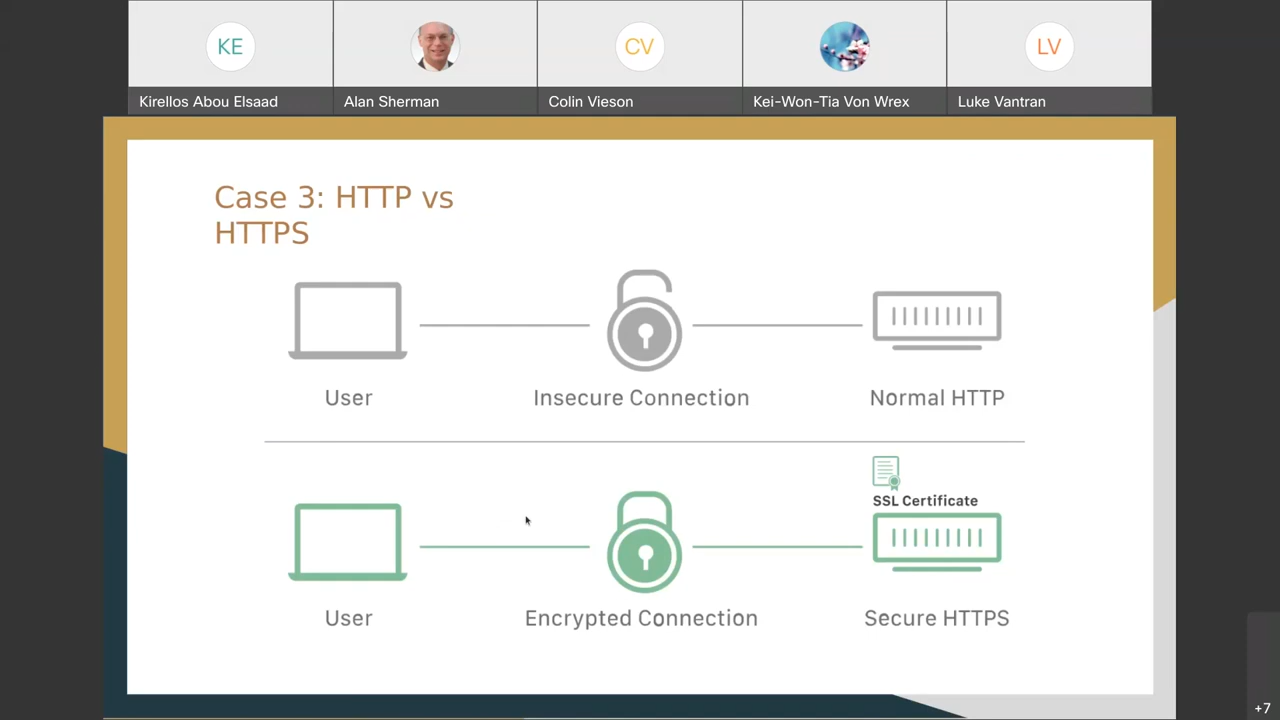 KE
CV
LV
Kirellos Abou Elsaad
Alan Sherman
Colin Vieson
Kei-Won-Tia Von Wrex
Luke Vantran
Case 3: HTTP vs
HTTPS
User
Insecure Connection
Normal HTTP
SSL Certificate
User
Encrypted Connection
Secure HTTPS
+7